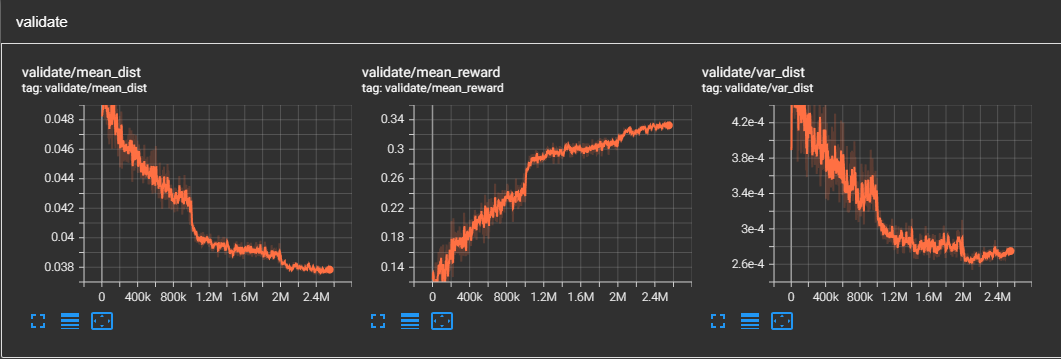 validate
validate/mean_dist
tag: validate/mean_dist
0.048
0.046
0.044
0.042
0.04
0.038
0 400k 800k 1.2M 1.6M 2M 2.4M
validate/mean_reward
tag: validate/mean_reward
0.34
0.3
0.26
0.22
0.18
0.14
0 400k 800k 1.2M 1.6M 2M 2.4M
validate/var_dist
tag: validate/var_dist
4.2e-4
3.8e-4
3.4e-4
3e-4
2.6e-4
0 400k 800k 1.2M 1.6M 2M 2.4M